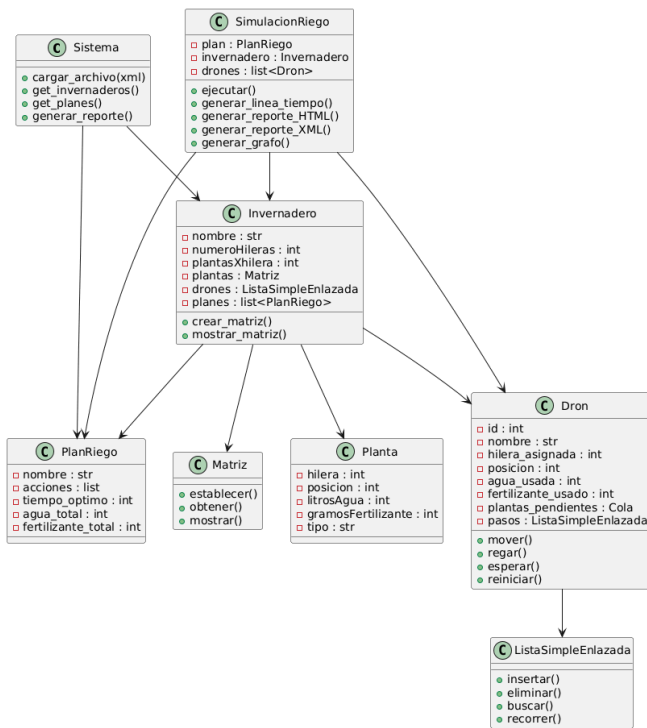 C Sistema
+cargar_archivo(xml)
get_invernaderos()
get_planes()
generar_reporte()
C SimulacionRiego
plan : PlanRiego
invernadero : Invernadero
drones : list<Dron>
ejecutar()
generar_linea_tiempo()
generar_reporte_HTML()
generar_reporte_XML()
generar_grafo()
C Invernadero
nombre : str
numeroHileras : int
plantasXhilera : int
plantas : Matriz
drones : ListaSimpleEnlazada
planes : list<PlanRiego>
crear_matriz()
mostrar_matriz()
C PlanRiego
nombre : str
acciones : list
tiempo_optimo : int
agua_total : int
fertilizante_total : int
C Matriz
establecer()
obtener()
mostrar()
C Planta
hilera : int
posicion : int
litrosAgua : int
gramosFertilizante : int
tipo : str
C Dron
id : int
nombre : str
hilera_asignada : int
posicion : int
agua_usada : int
fertilizante_usado : int
plantas_pendientes : Cola
pasos : ListaSimpleEnlazada
mover()
regar()
esperar()
reiniciar()
C ListaSimpleEnlazada
insertar()
eliminar()
buscar()
recorrer()